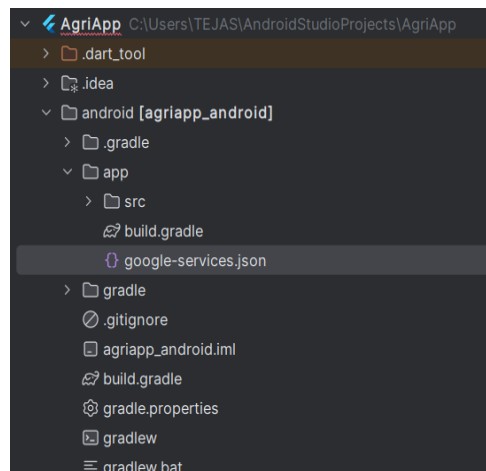 AgriApp C:\Users\TEJAS\AndroidStudioProjects\AgriApp
.dart_tool
.idea
android [agriapp_android]
.gradle
app
src
build.gradle
google-services.json
gradle
.gitignore
agriapp_android.iml
build.gradle
gradle.properties
gradlew
gradlew.bat